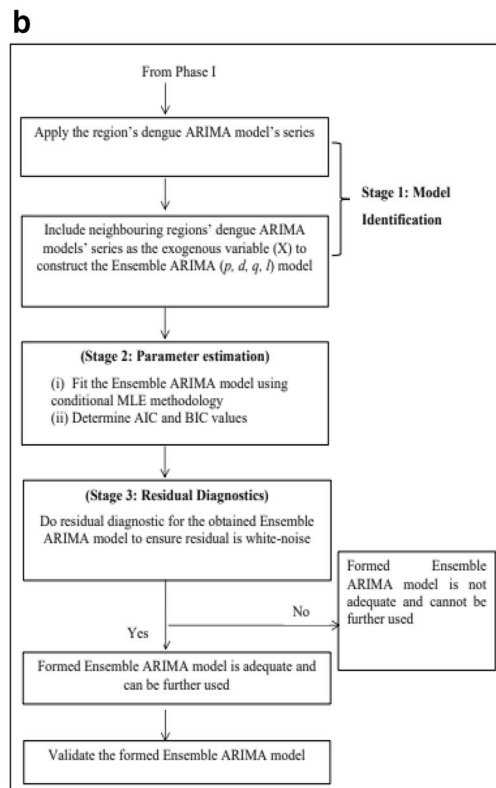 b
From Phase I
Apply the region's dengue ARIMA model's series
Stage 1: Model
Identification
Include neighbouring regions' dengue ARIMA
models' series as the exogenous variable (X) to
construct the Ensemble ARIMA (p, d, q, l) model
(Stage 2: Parameter estimation)
(i) Fit the Ensemble ARIMA model using
conditional MLE methodology
(ii) Determine AIC and BIC values
(Stage 3: Residual Diagnostics)
Do residual diagnostic for the obtained Ensemble
ARIMA model to ensure residual is white-noise
Formed Ensemble
ARIMA model is not
adequate and cannot be
further used
No
Yes
Formed Ensemble ARIMA model is adequate and
can be further used
Validate the formed Ensemble ARIMA model